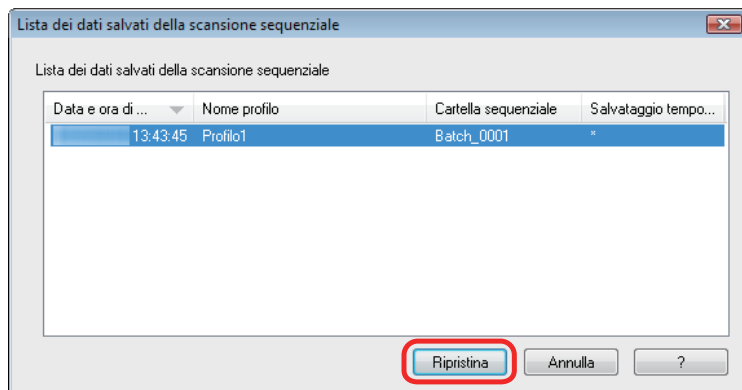 Lista dei dati salvati della scansione sequenziale
Lista dei dati salvati della scansione sequenziale
Data e ora di ... Nome profilo Cartella sequenziale Salvataggio tempo...
13:43:45 Profilo1 Batch_0001 *
Ripristina Annulla ?